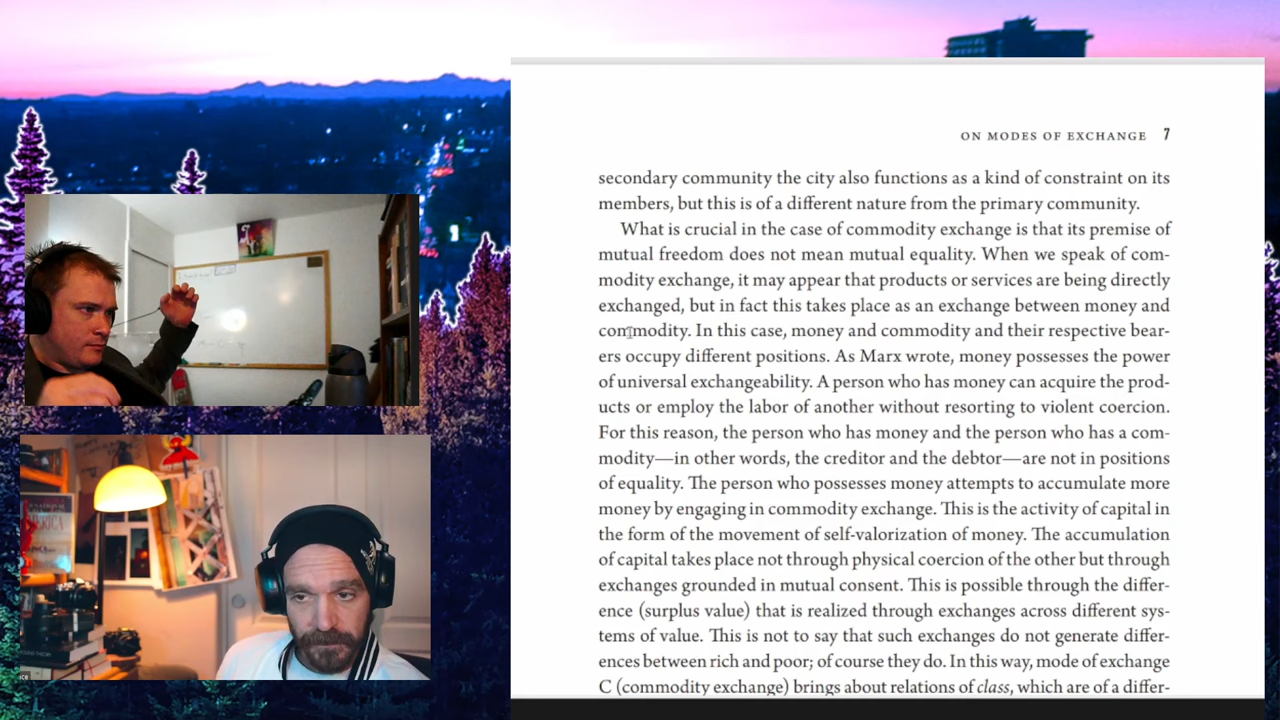 ON MODES OF EXCHANGE 7
secondary community the city also functions as a kind of constraint on its
members, but this is of a different nature from the primary community.
What is crucial in the case of commodity exchange is that its premise of
mutual freedom does not mean mutual equality. When we speak of com-
modity exchange, it may appear that products or services are being directly
exchanged, but in fact this takes place as an exchange between money and
commodity. In this case, money and commodity and their respective bear-
ers occupy different positions. As Marx wrote, money possesses the power
of universal exchangeability. A person who has money can acquire the prod-
ucts or employ the labor of another without resorting to violent coercion.
For this reason, the person who has money and the person who has a com-
modity—in other words, the creditor and the debtor—are not in positions
of equality. The person who possesses money attempts to accumulate more
money by engaging in commodity exchange. This is the activity of capital in
the form of the movement of self-valorization of money. The accumulation
of capital takes place not through physical coercion of the other but through
exchanges grounded in mutual consent. This is possible through the differ-
ence (surplus value) that is realized through exchanges across different sys-
tems of value. This is not to say that such exchanges do not generate differ-
ences between rich and poor; of course they do. In this way, mode of exchange
C (commodity exchange) brings about relations of class, which are of a differ-